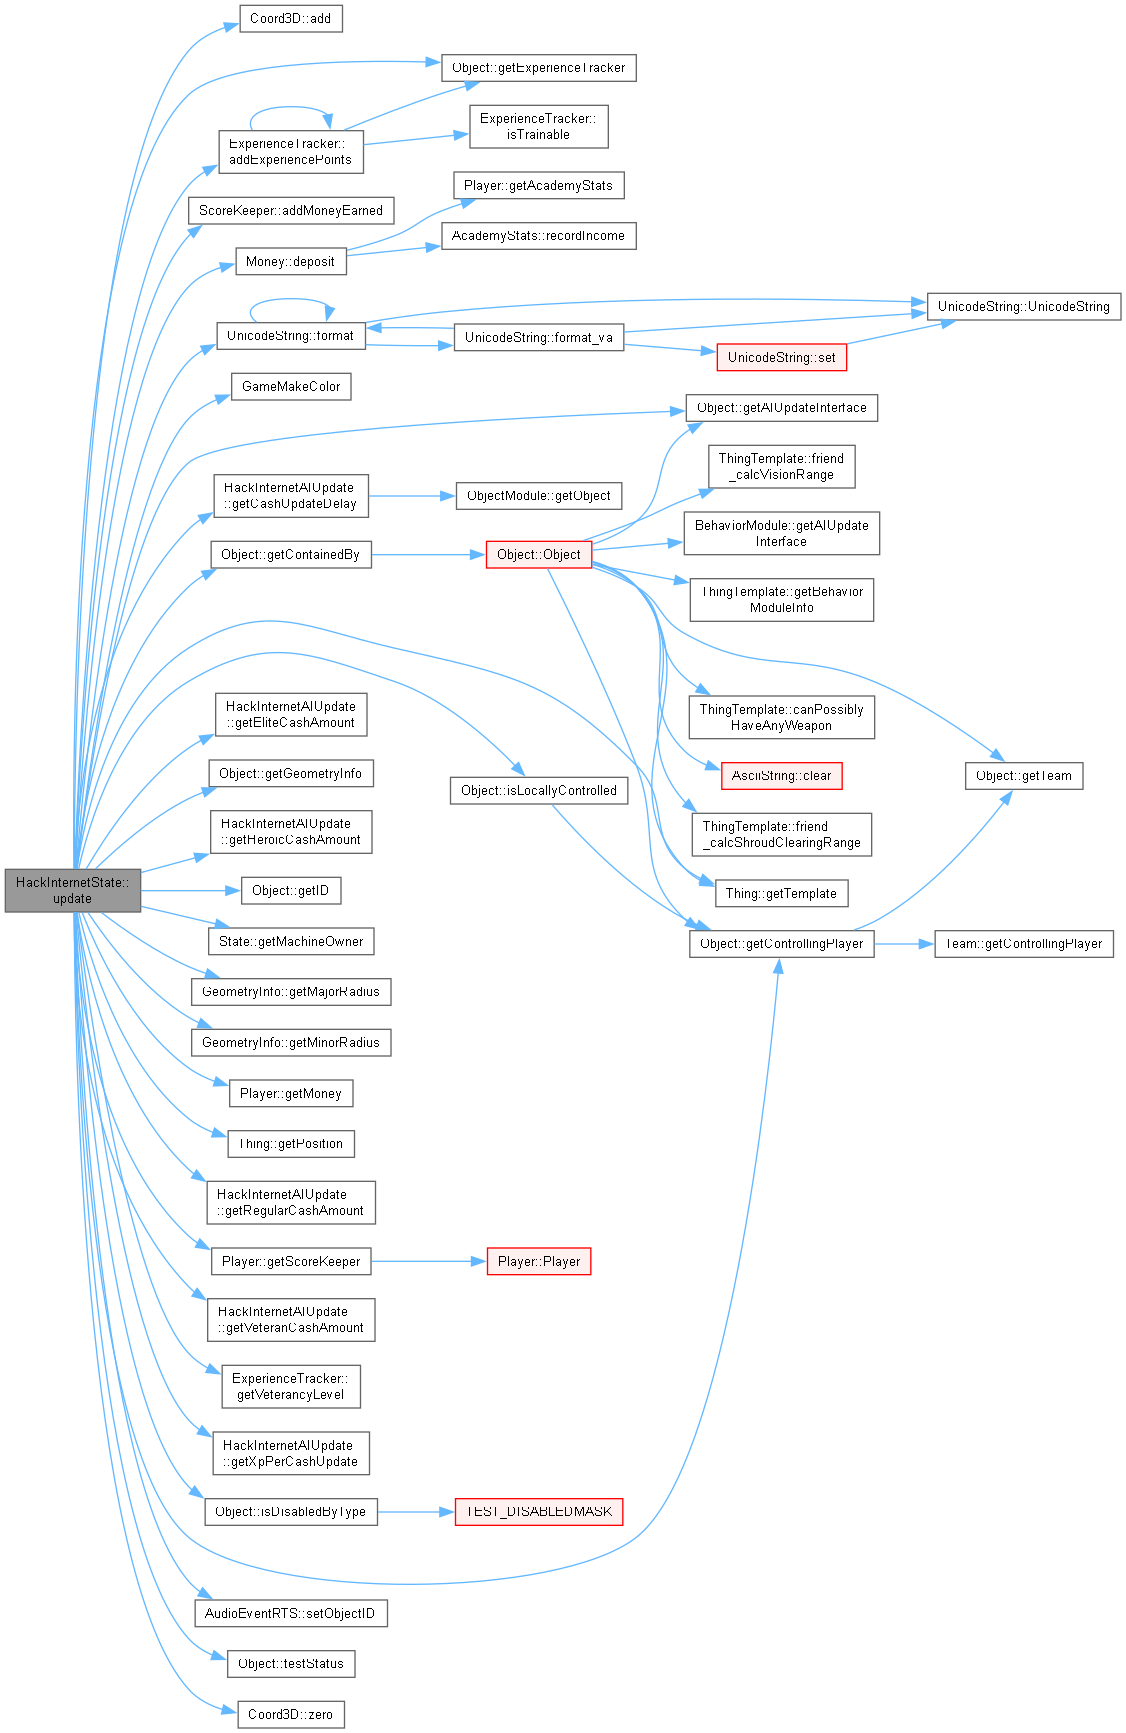 Coord3D::add
Object::getExperienceTracker
ExperienceTracker::
isTrainable
ExperienceTracker::
addExperiencePoints
Player::getAcademyStats
ScoreKeeper::addMoneyEarned
AcademyStats::recordIncome
Money::deposit
UnicodeString::UnicodeString
UnicodeString::format
UnicodeString::format_va
UnicodeString::set
GameMakeColor
Object::getAIUpdateInterface
ThingTemplate::friend
_calcVisionRange
HackInternetAIUpdate
::getCashUpdateDelay
ObjectModule::getObject
BehaviorModule::getAIUpdate
Interface
Object::getContainedBy
Object::Object
ThingTemplate::getBehavior
ModuleInfo
HackInternetAIUpdate
::getEliteCashAmount
ThingTemplate::canPossibly
HaveAnyWeapon
Object::getGeometryInfo
AsciiString::clear
Object::getTeam
Object::isLocallyControlled
HackInternetAIUpdate
::getHeroicCashAmount
ThingTemplate::friend
_calcShroudClearingRange
HackInternetState::
update
Object::getID
Thing::getTemplate
State::getMachineOwner
Object::getControllingPlayer
Team::getControllingPlayer
GeometryInfo::getMajorRadius
GeometryInfo::getMinorRadius
Player::getMoney
Thing::getPosition
HackInternetAIUpdate
::getRegularCashAmount
Player::getScoreKeeper
Player::Player
HackInternetAIUpdate
::getVeteranCashAmount
ExperienceTracker::
getVeterancyLevel
HackInternetAIUpdate
::getXpPerCashUpdate
Object::isDisabledByType
TEST_DISABLEDMASK
AudioEventRTS::setObjectID
Object::testStatus
Coord3D::zero